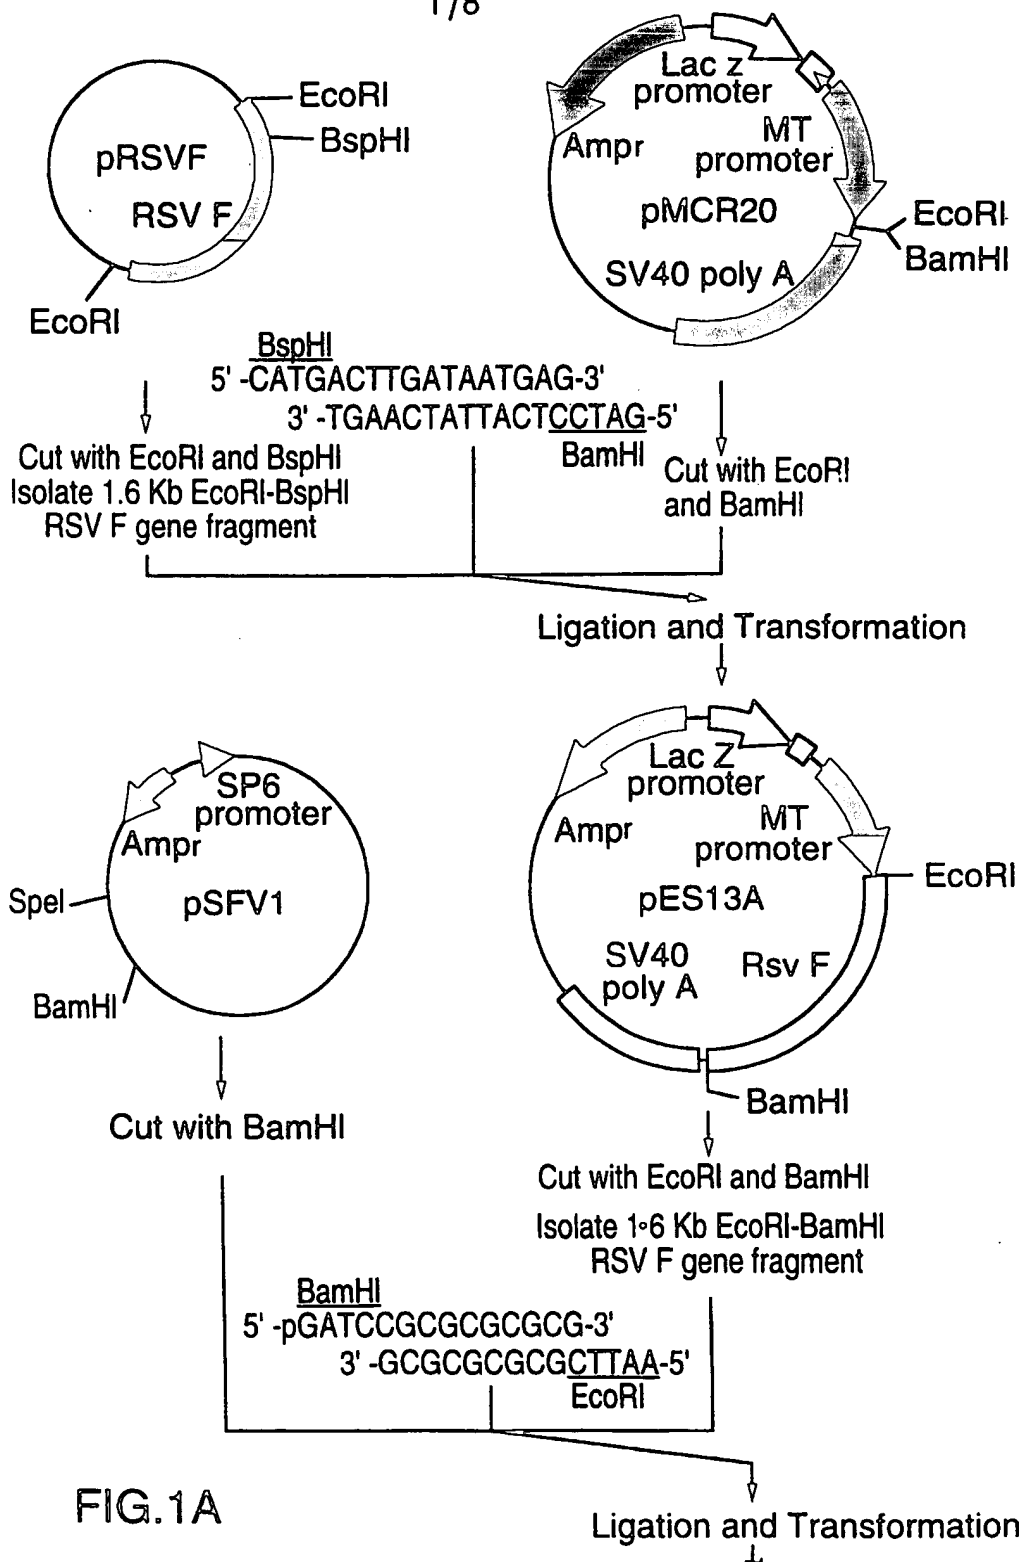 1/8
EcoRI
BspHI
pRSVF
RSV F
EcoRI
Lac z
promoter
Ampr
MT
promoter
pMCR20
EcoRI
BamHI
SV40 poly A
BspHI
5' -CATGACTTGATAATGAG-3'
3' -TGAACTATTACTCCTAG-5'
BamHI
Cut with EcoRI and BspHI
Isolate 1.6 Kb EcoRI-BspHI
RSV F gene fragment
Cut with EcoRI
and BamHI
Ligation and Transformation
SP6
promoter
Ampr
SpeI
pSFV1
BamHI
Lac Z
promoter
Ampr
MT
promoter
EcoRI
pES13A
SV40
poly A
Rsv F
BamHI
Cut with BamHI
Cut with EcoRI and BamHI
Isolate 1∘6 Kb EcoRI-BamHI
RSV F gene fragment
BamHI
5' -pGATCCGCGCGCGCG-3'
3' -GCGCGCGCGCTTAA-5'
EcoRI
FIG.1A
Ligation and Transformation